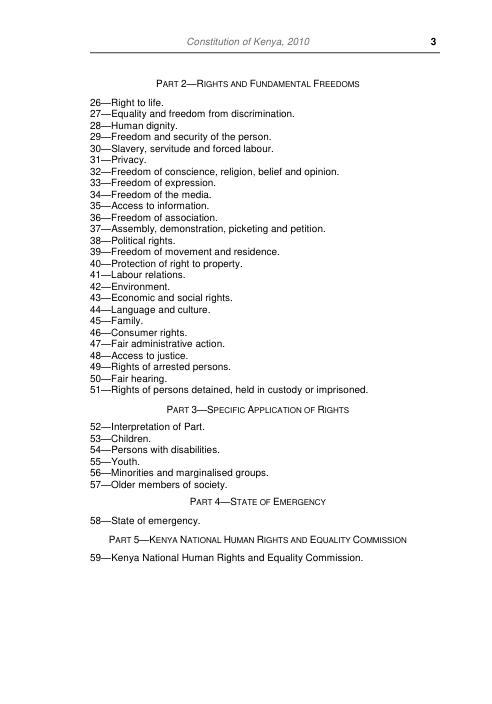 Constitution of Kenya, 2010 3
PART 2—RIGHTS AND FUNDAMENTAL FREEDOMS
26—Right to life.
27—Equality and freedom from discrimination.
28—Human dignity.
29—Freedom and security of the person.
30—Slavery, servitude and forced labour.
31—Privacy.
32—Freedom of conscience, religion, belief and opinion.
33—Freedom of expression.
34—Freedom of the media.
35—Access to information.
36—Freedom of association.
37—Assembly, demonstration, picketing and petition.
38—Political rights.
39—Freedom of movement and residence.
40—Protection of right to property.
41—Labour relations.
42—Environment.
43—Economic and social rights.
44—Language and culture.
45—Family.
46—Consumer rights.
47—Fair administrative action.
48—Access to justice.
49—Rights of arrested persons.
50—Fair hearing.
51—Rights of persons detained, held in custody or imprisoned.
PART 3—SPECIFIC APPLICATION OF RIGHTS
52—Interpretation of Part.
53—Children.
54—Persons with disabilities.
55—Youth.
56—Minorities and marginalised groups.
57—Older members of society.
PART 4—STATE OF EMERGENCY
58—State of emergency.
PART 5—KENYA NATIONAL HUMAN RIGHTS AND EQUALITY COMMISSION
59—Kenya National Human Rights and Equality Commission.